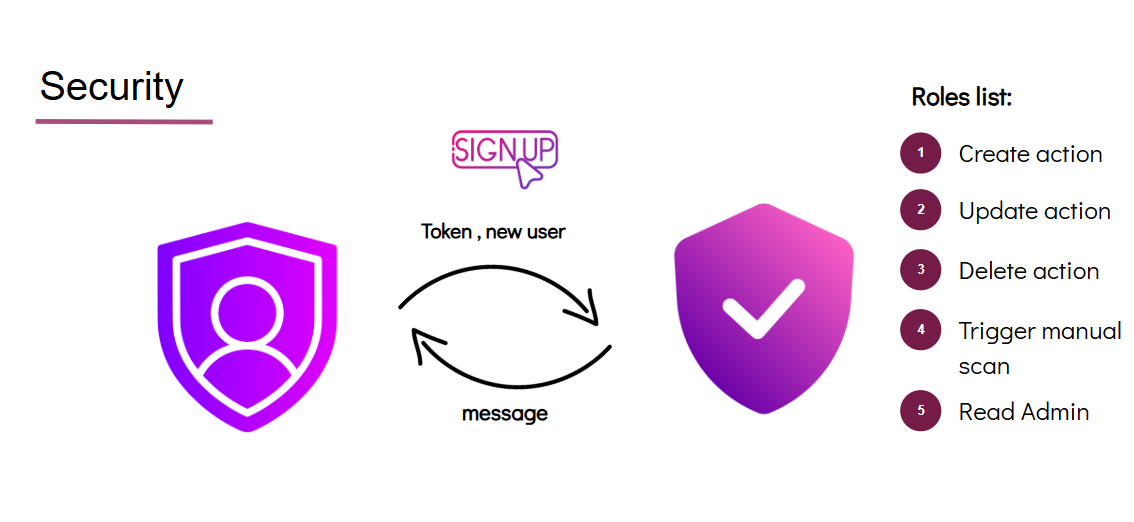 Security
SIGN UP
Token , new user
message
Roles list:
1 Create action
2 Update action
3 Delete action
4 Trigger manual
scan
5 Read Admin